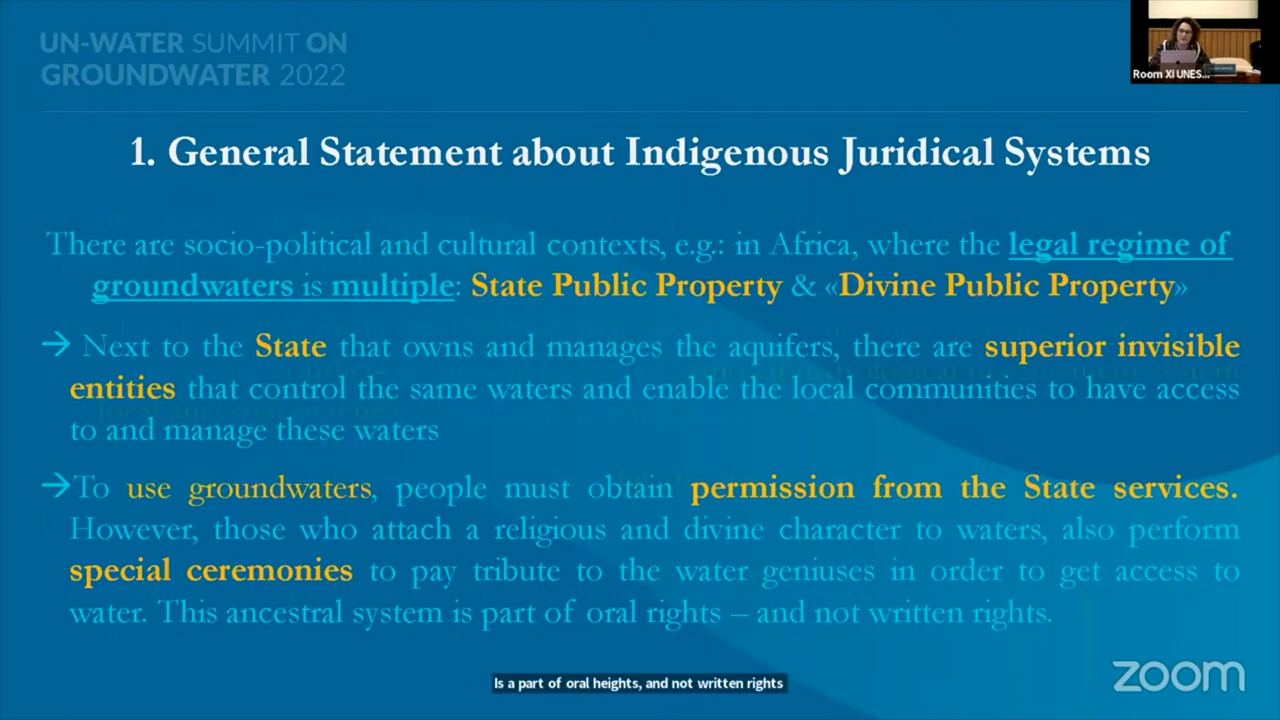 UN-WATER SUMMIT ON
GROUNDWATER 2022
Room XI UNES...
1. General Statement about Indigenous Juridical Systems
There are socio-political and cultural contexts, e.g.: in Africa, where the legal regime of
groundwaters is multiple: State Public Property & «Divine Public Property»
→ Next to the State that owns and manages the aquifers, there are superior invisible
entities that control the same waters and enable the local communities to have access
to and manage these waters
→To use groundwaters, people must obtain permission from the State services.
However, those who attach a religious and divine character to waters, also perform
special ceremonies to pay tribute to the water geniuses in order to get access to
water. This ancestral system is part of oral rights – and not written rights.
Is a part of oral heights, and not written rights
zoom